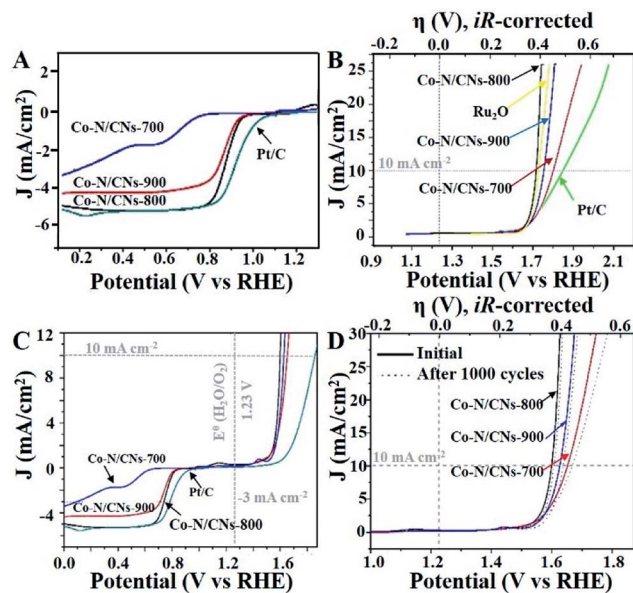 A
J (mA/cm²)
2
0
-2
-4
-6
Co-N/CNs-700
Pt/C
Co-N/CNs-900
Co-N/CNs-800
0.2 0.4 0.6 0.8 1.0 1.2
Potential (V vs RHE)
η (V), iR-corrected
-0.2 0.0 0.2 0.4 0.6
B
J (mA/cm²)
25
20
15
10
5
0
Co-N/CNs-800
Ru₂O
Co-N/CNs-900
10 mA cm⁻²
Co-N/CNs-700
Pt/C
0.9 1.1 1.3 1.5 1.7 1.9 2.1
Potential (V vs RHE)
C
J (mA/cm²)
12
8
4
0
-4
10 mA cm⁻²
E⁰ (H₂O/O₂)
1.23 V
Co-N/CNs-700
Pt/C
Co-N/CNs-900
-3 mA cm⁻²
Co-N/CNs-800
0.0 0.4 0.8 1.2 1.6
Potential (V vs RHE)
η (V), iR-corrected
-0.2 0.0 0.2 0.4 0.6
D
J (mA/cm²)
30
25
20
15
10
5
0
Initial
After 1000 cycles
Co-N/CNs-800
Co-N/CNs-900
10 mA cm⁻²
Co-N/CNs-700
1.0 1.2 1.4 1.6 1.8
Potential (V vs RHE)